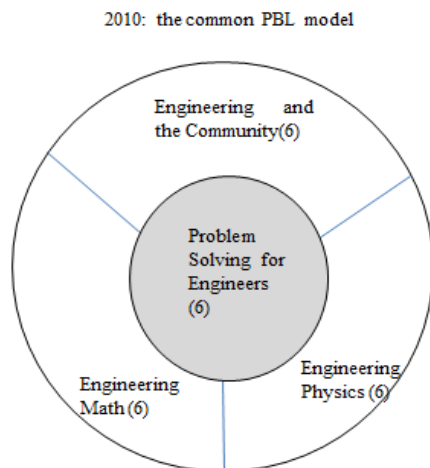 2010: the common PBL model
Engineering and
the Community(6)
Problem
Solving for
Engineers
(6)
Engineering
Physics (6)
Engineering
Math (6)